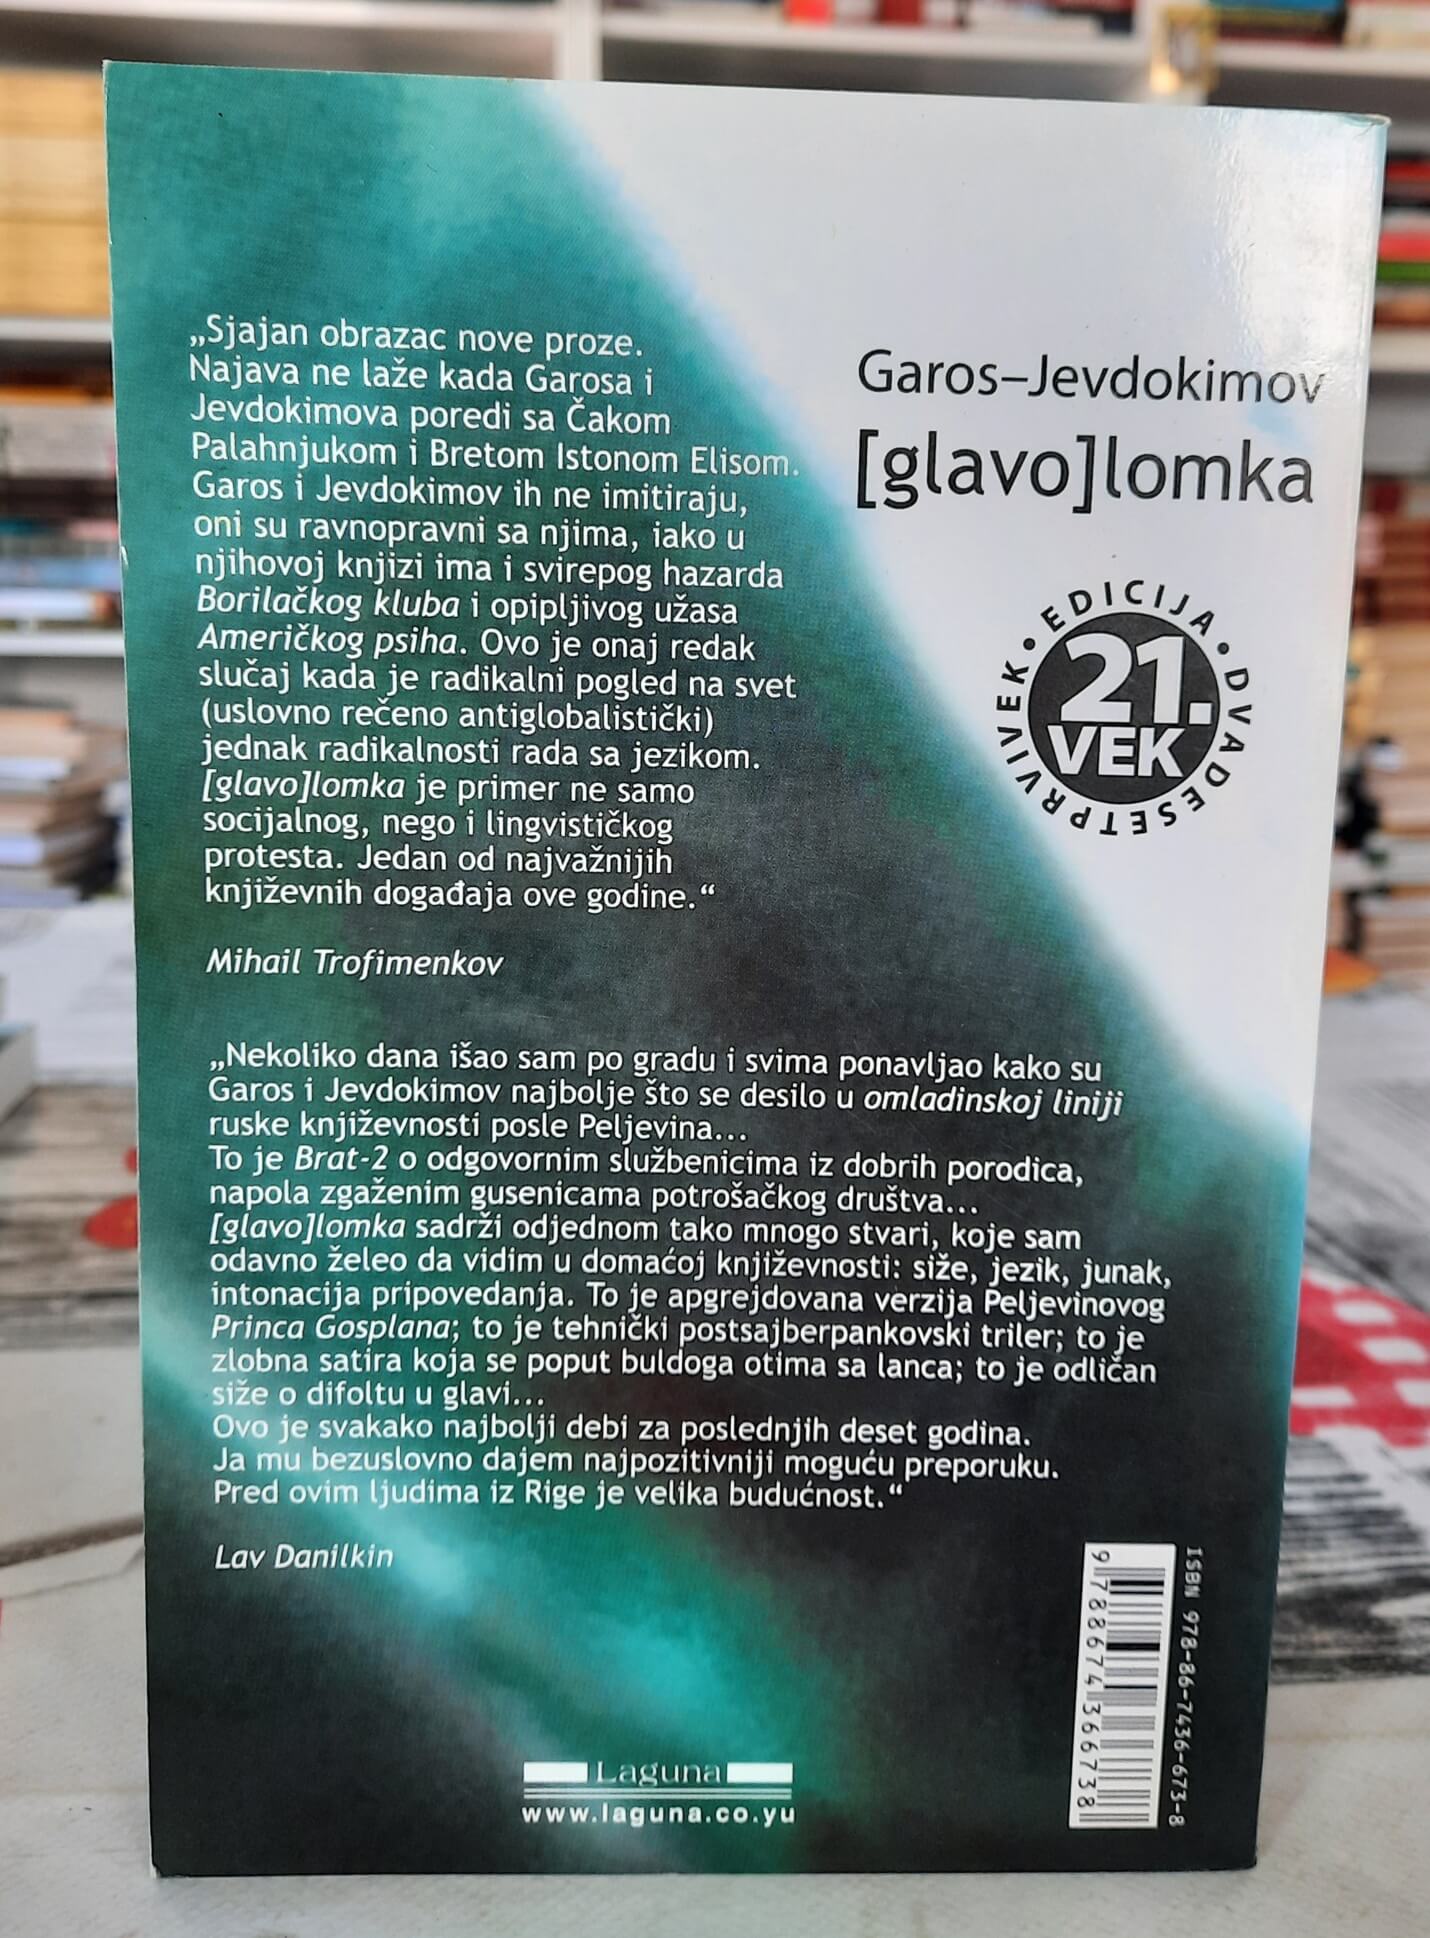 „Sjajan obrazac nove proze.
Najava ne laže kada Garosa i
Jevdokimova poredi sa Čakom
Palahnjukom i Bretom Istonom Elisom.
Garos i Jevdokimov ih ne imitiraju,
oni su ravnopravni sa njima, iako u
njihovoj knjizi ima i svirepog hazarda
Borilačkog kluba i opipljivog užasa
Američkog psiha. Ovo je onaj redak
slučaj kada je radikalni pogled na svet
(uslovno rečeno antiglobalistički)
jednak radikalnosti rada sa jezikom.
[glavo]lomka je primer ne samo
socijalnog, nego i lingvističkog
protesta. Jedan od najvažnijih
književnih događaja ove godine.“
Mihail Trofimenkov
Garos–Jevdokimov
[glavo]lomka
• EDICIJA • DVADESETPRVIVEK
21.
VEK
„Nekoliko dana išao sam po gradu i svima ponavljao kako su
Garos i Jevdokimov najbolje što se desilo u omladinskoj liniji
ruske književnosti posle Peljevina...
To je Brat-2 o odgovornim službenicima iz dobrih porodica,
napola zgaženim gusenicama potrošačkog društva...
[glavo]lomka sadrži odjednom tako mnogo stvari, koje sam
odavno želeo da vidim u domaćoj književnosti: siže, jezik, junak,
intonacija pripovedanja. To je apgrejdovana verzija Peljevinovog
Princa Gosplana; to je tehnički postsajberpankovski triler; to je
zlobna satira koja se poput buldoga otima sa lanca; to je odličan
siže o difoltu u glavi...
Ovo je svakako najbolji debi za poslednjih deset godina.
Ja mu bezuslovno dajem najpozitivniji moguću preporuku.
Pred ovim ljudima iz Rige je velika budućnost.“
Lav Danilkin
ISBN 978-86-7436-673-8
9788674366738
Laguna
www.laguna.co.yu